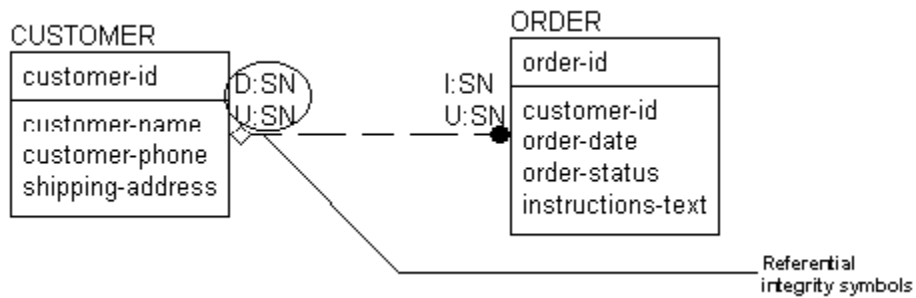 CUSTOMER
customer-id
customer-name
customer-phone
shipping-address
D:SN
U:SN
I:SN
U:SN
ORDER
order-id
customer-id
order-date
order-status
instructions-text
Referential
integrity symbols